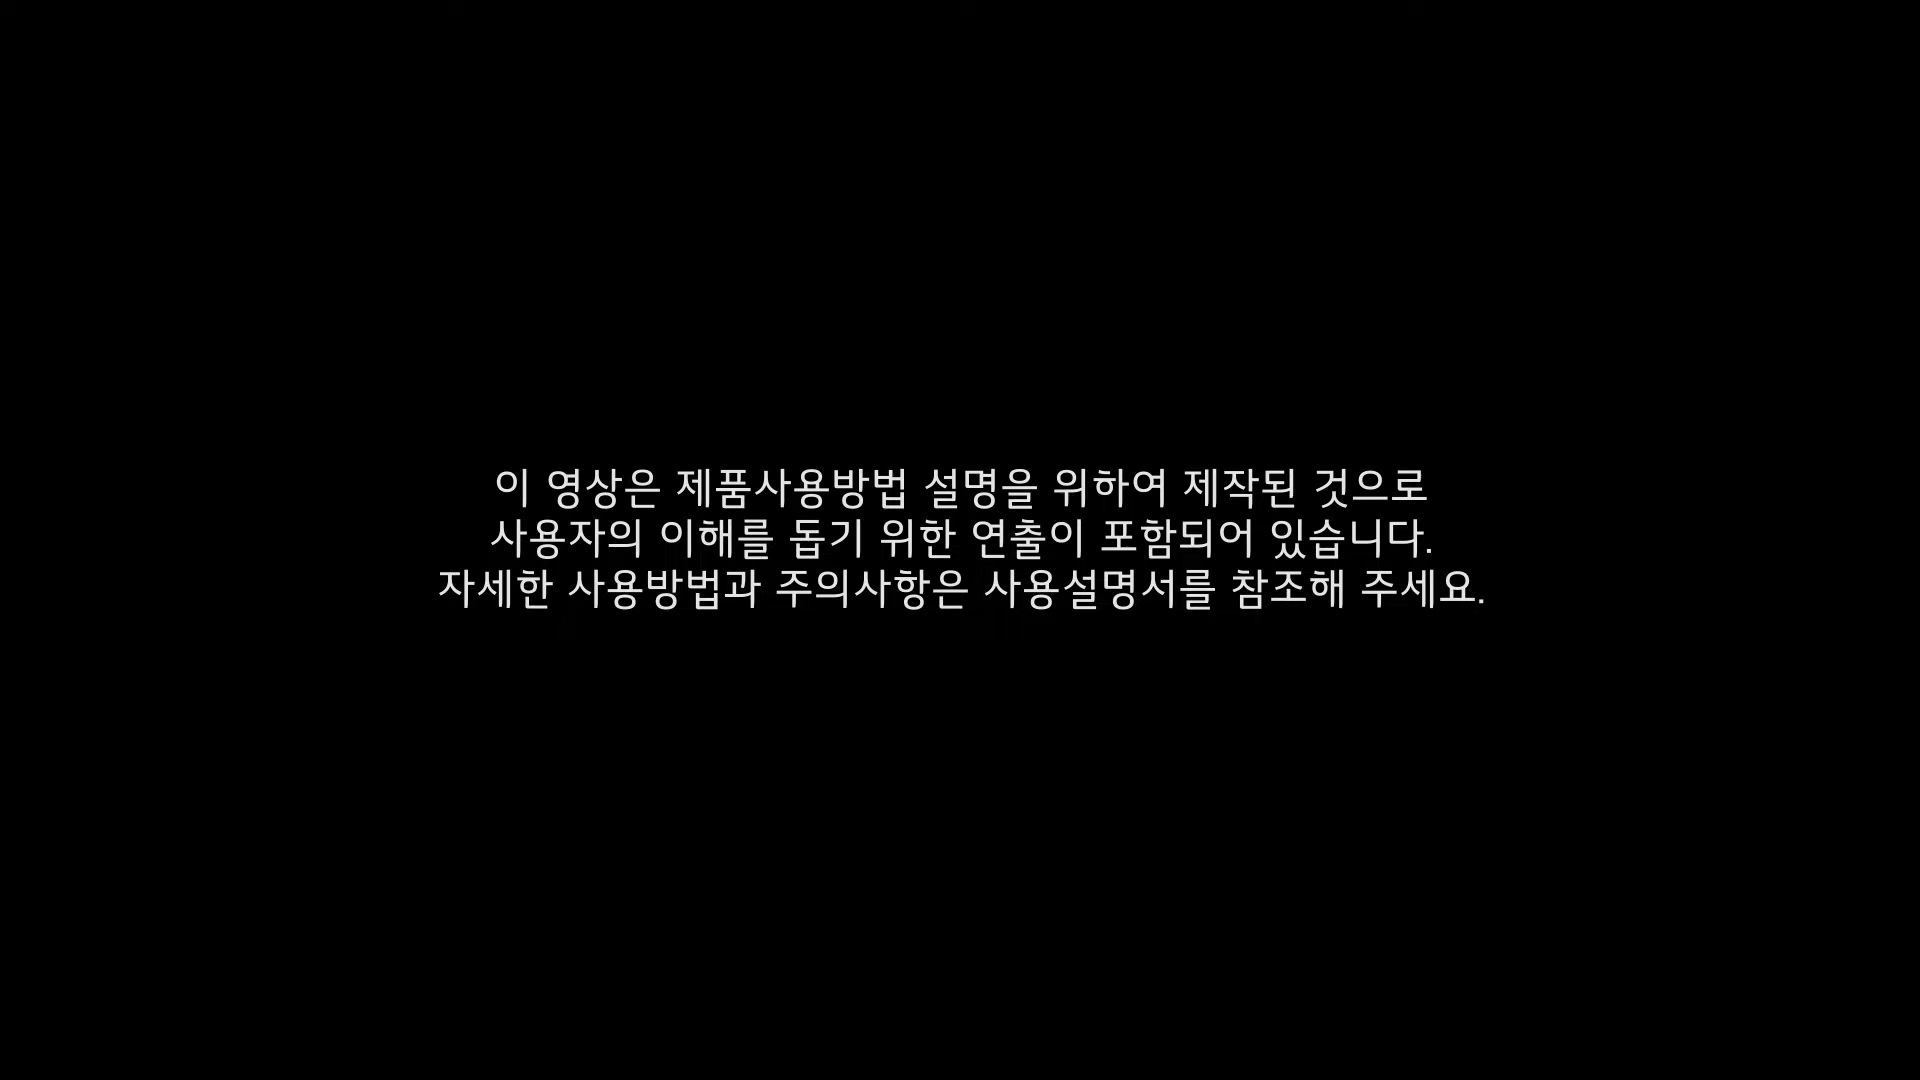 이 영상은 제품사용방법 설명을 위하여 제작된 것으로
사용자의 이해를 돕기 위한 연출이 포함되어 있습니다.
자세한 사용방법과 주의사항은 사용설명서를 참조해 주세요.